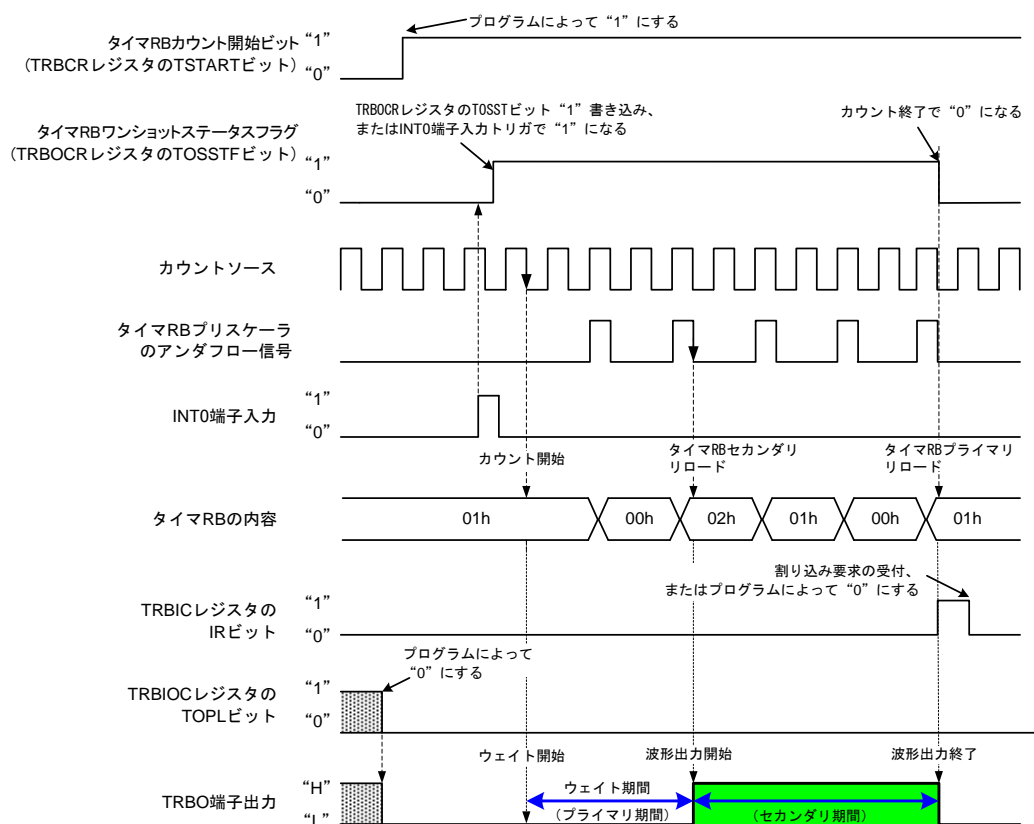 プログラムによって“1”にする
タイマRBカウント開始ビット
(TRBCRレジスタのTSTARTビット)
“1”
“0”
TRBOCRレジスタのTOSSTビット“1”書き込み、
またはINT0端子入力トリガで“1”になる
カウント終了で“0”になる
タイマRBワンショットステータスフラグ
(TRBOCRレジスタのTOSSTFビット)
“1”
“0”
カウントソース
タイマRBプリスケーラ
のアンダフロー信号
INT0端子入力
“1”
“0”
カウント開始
タイマRBセカンダリ
リロード
タイマRBプライマリ
リロード
タイマRBの内容
01h
00h
02h
01h
00h
01h
割り込み要求の受付、
またはプログラムによって“0”にする
TRBICレジスタの
IRビット
“1”
“0”
プログラムによって
“0”にする
TRBIOCレジスタの
TOPLビット
“1”
“0”
ウェイト開始
波形出力開始
波形出力終了
TRBO端子出力
“H”
“L”
ウェイト期間
(プライマリ期間)
(セカンダリ期間)